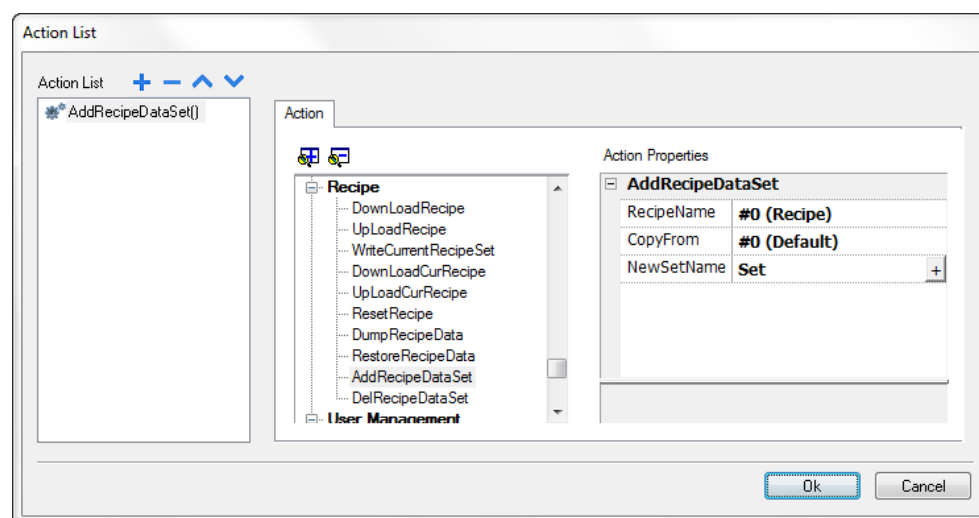 Action List
Action List
AddRecipeDataSet()
Action
Recipe
DownLoadRecipe
UpLoadRecipe
WriteCurrentRecipeSet
DownLoadCurRecipe
UpLoadCurRecipe
ResetRecipe
DumpRecipeData
RestoreRecipeData
AddRecipeDataSet
DelRecipeDataSet
User Management
Action Properties
AddRecipeDataSet
RecipeName #0 (Recipe)
CopyFrom #0 (Default)
NewSetName Set +
Ok Cancel